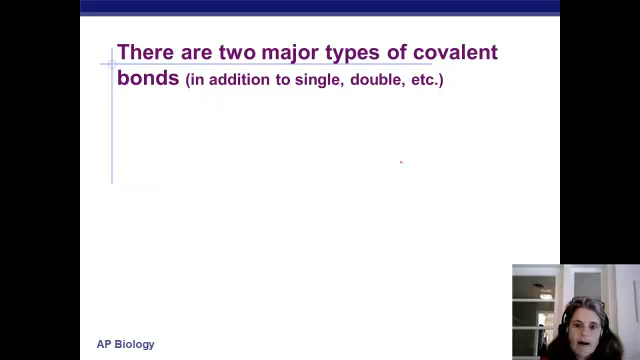 There are two major types of covalent
bonds (in addition to single, double, etc.)
AP Biology